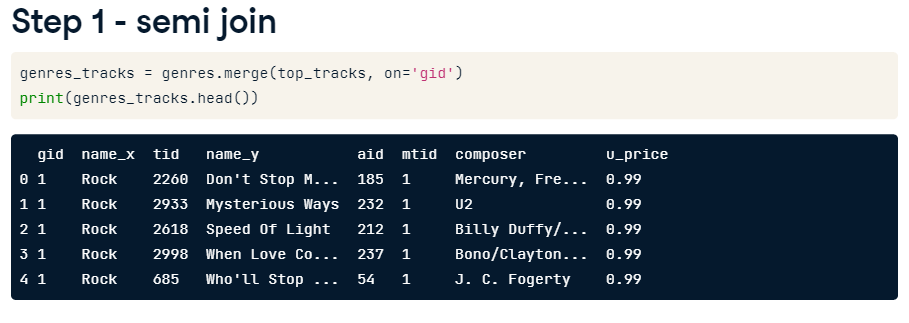 Step 1 - semi join
genres_tracks = genres.merge(top_tracks, on='gid')
print(genres_tracks.head())
gid name_x tid name_y aid mtid composer u_price
0 1 Rock 2260 Don't Stop M... 185 1 Mercury, Fre... 0.99
1 1 Rock 2933 Mysterious Ways 232 1 U2 0.99
2 1 Rock 2618 Speed Of Light 212 1 Billy Duffy/... 0.99
3 1 Rock 2998 When Love Co... 237 1 Bono/Clayton... 0.99
4 1 Rock 685 Who'll Stop ... 54 1 J. C. Fogerty 0.99